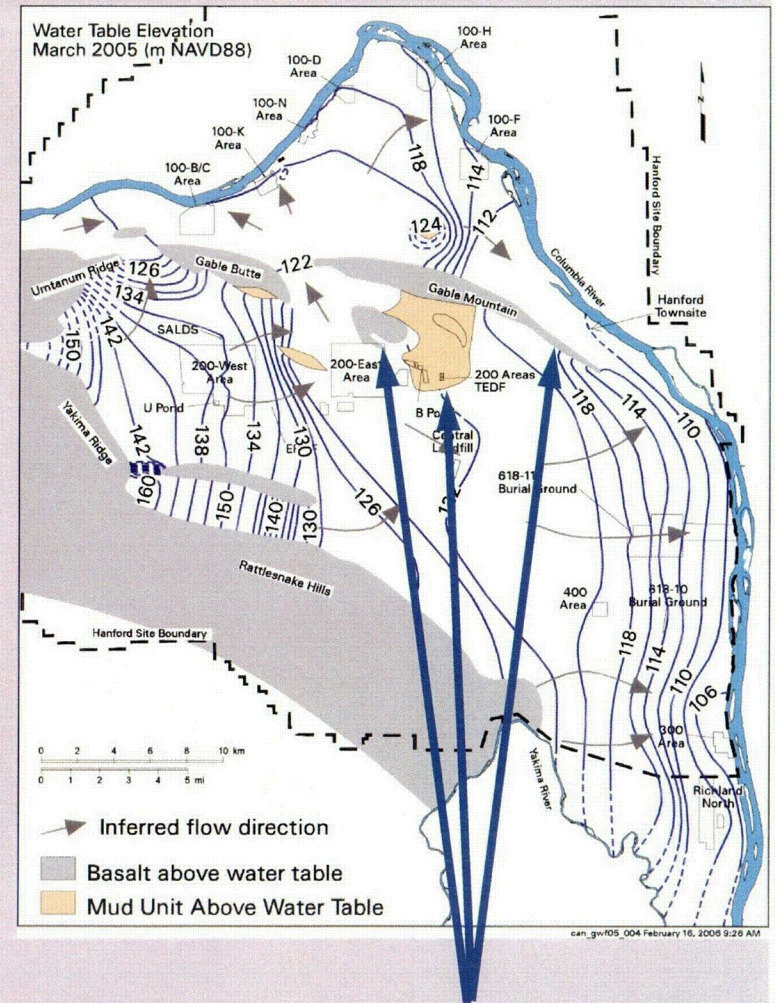 Water Table Elevation
March 2005 (m NAVD88)
100-H
Area
100-D
Area
100-N
Area
100-F
Area
100-K
Area
100-B/C
Area
118
114
112
124
Hanford Site Boundary
Columbia River
Umtanum Ridge
126
Gable Butte
122
134
Gable Mountain
Hanford
Townsite
142
150
SALDS
200-West
Area
200-East
Area
200 Areas
TEDF
U Pond
Yakima Ridge
118
114
110
142
138
134
130
Central
Landfill
618-11
Burial Ground
160
150
140
130
126
Rattlesnake Hills
400
Area
618-10
Burial Ground
Hanford Site Boundary
118
114
110
106
300
Area
0 2 4 6 8 10 km
0 1 2 3 4 5 mi
Yakima River
Richland
North
Inferred flow direction
Basalt above water table
Mud Unit Above Water Table
can_gwf05_004 February 16, 2006 9:26 AM